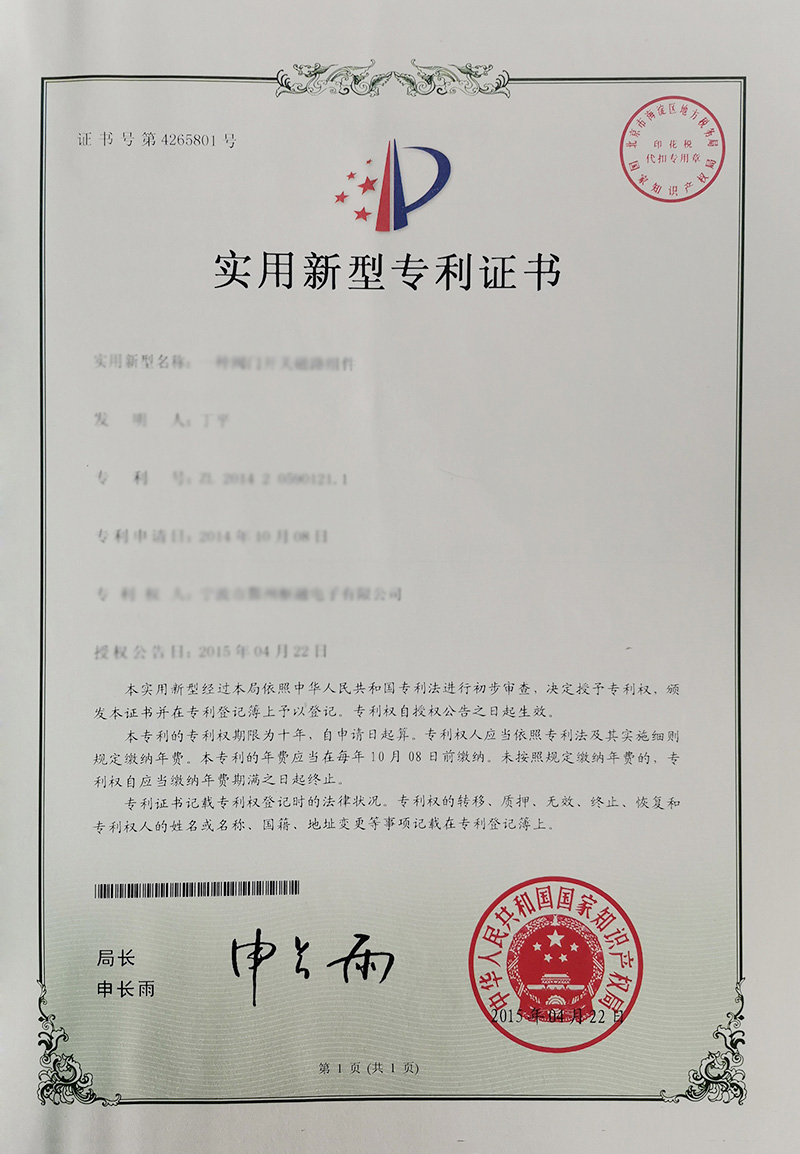 证书号第4265801号
北京市海淀区地方税务局
印花税
代扣专用章
国家知识产权局
实用新型专利证书
实用新型名称：一种阀门开关磁路组件
发明人：丁平
专利号：ZL 2014 2 0590121.1
专利申请日：2014年10月08日
专利权人：宁波市鄞州 电子有限公司
授权公告日：2015年04月22日
本实用新型经过本局依照中华人民共和国专利法进行初步审查，决定授予专利权，颁
发本证书并在专利登记簿上予以登记。专利权自授权公告之日起生效。
本专利的专利权期限为十年，自申请日起算。专利权人应当依照专利法及其实施细则
规定缴纳年费。本专利的年费应当在每年10月08日前缴纳。未按照规定缴纳年费的，专
利权自应当缴纳年费期满之日起终止。
专利证书记载专利权登记时的法律状况。专利权的转移、质押、无效、终止、恢复和
专利权人的姓名或名称、国籍、地址变更等事项记载在专利登记簿上。
局长
申长雨
申长雨
中华人民共和国国家知识产权局
2015年04月22日
第1页(共1页)